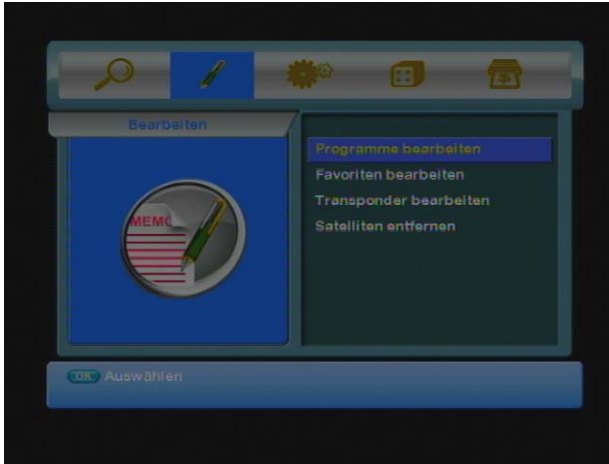 Bearbeiten
MEMO
Programme bearbeiten
Favoriten bearbeiten
Transponder bearbeiten
Satelliten entfernen
OK Auswählen